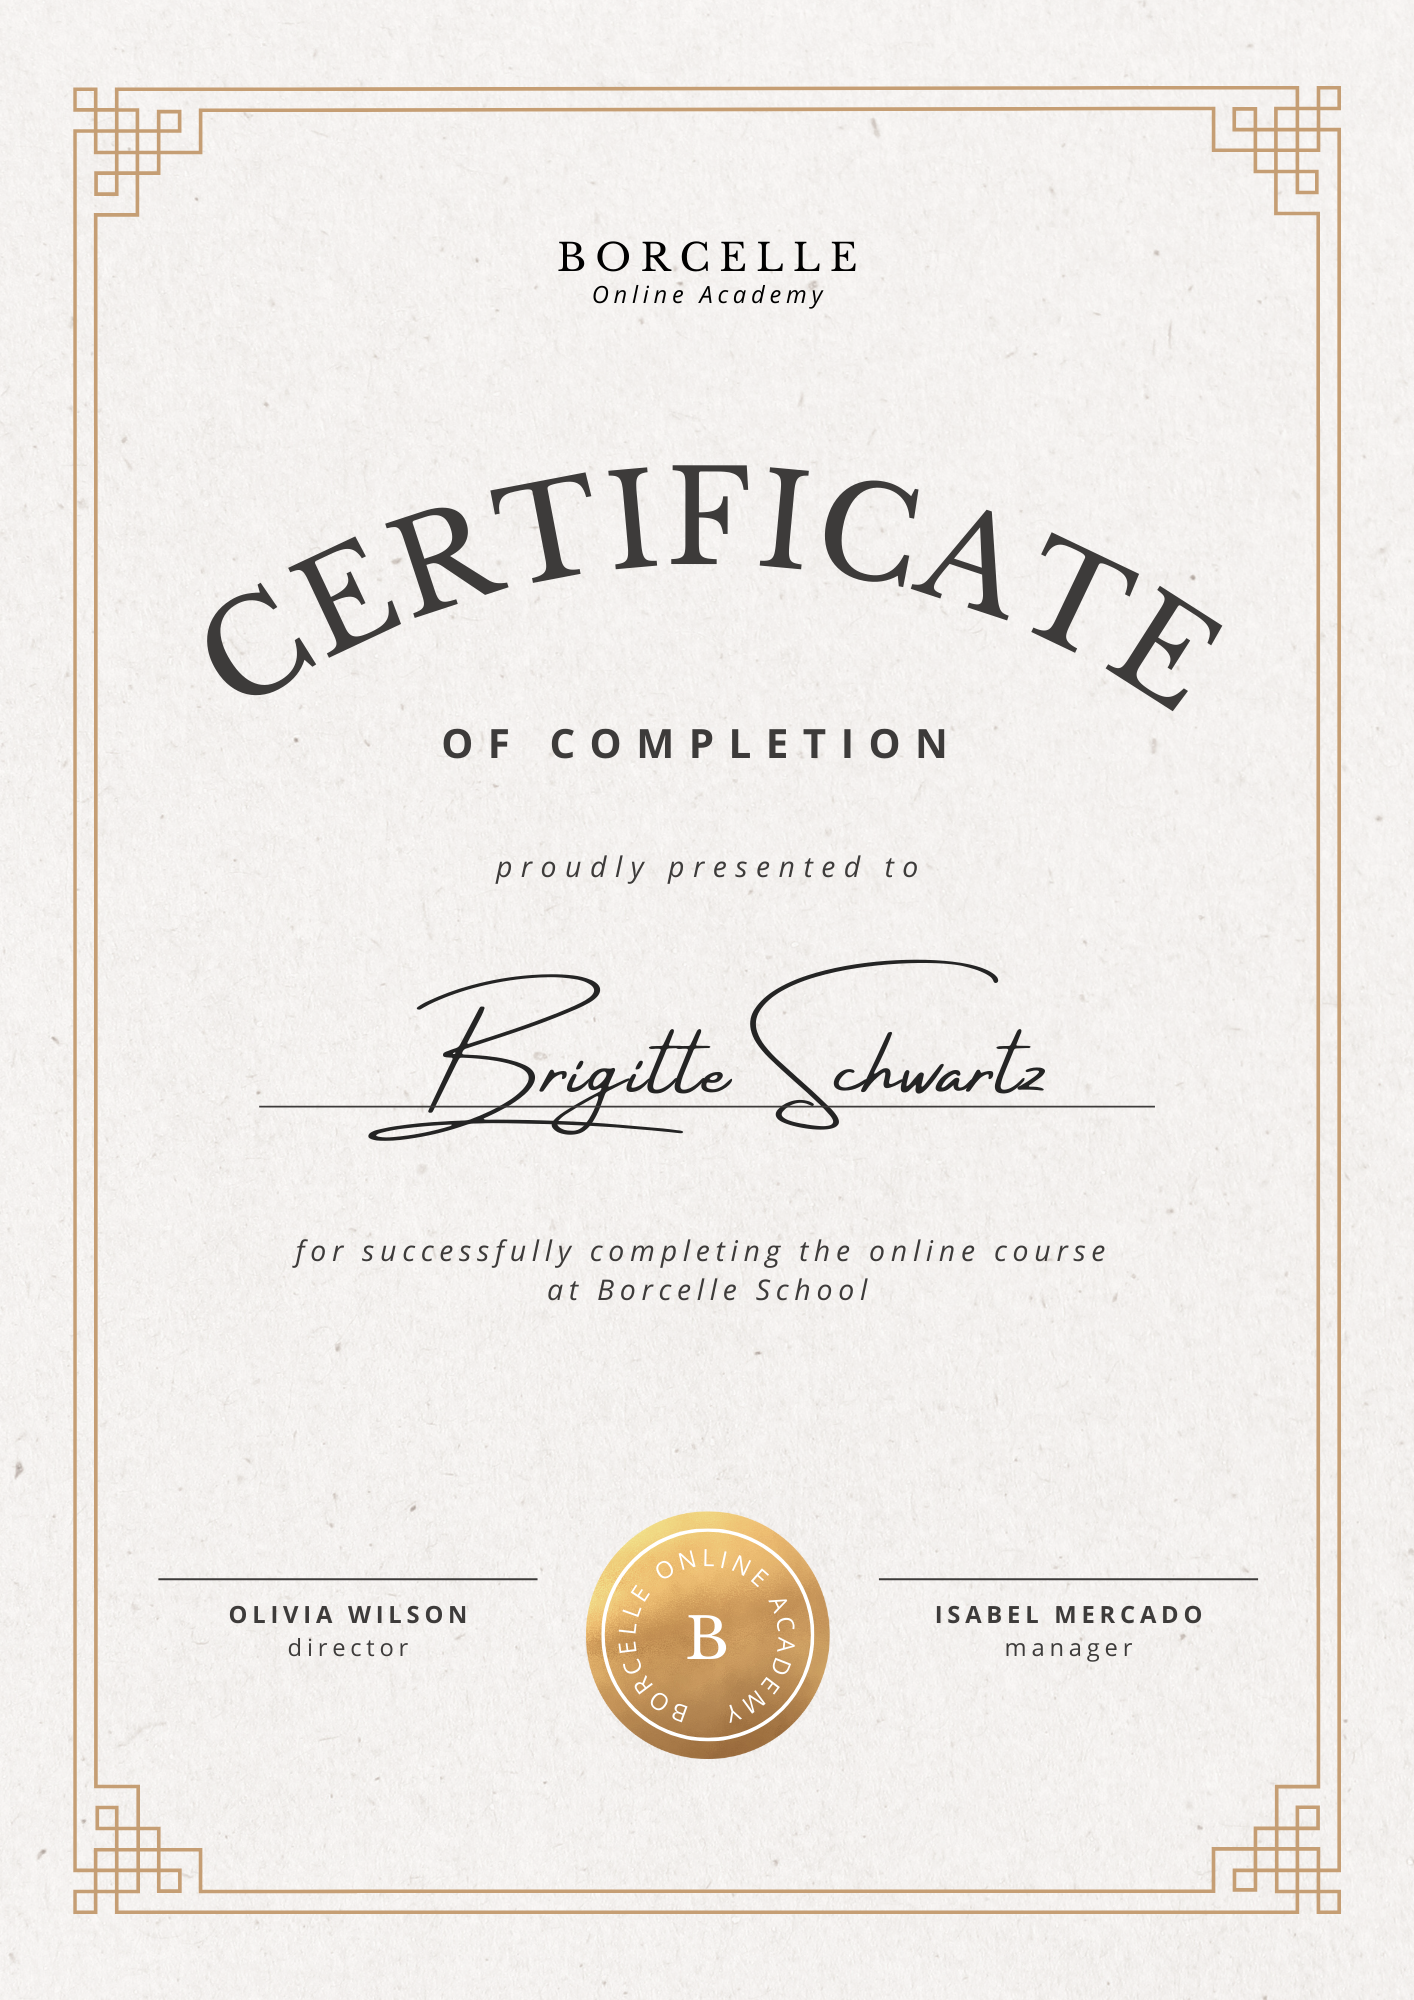 BORCELLE
Online Academy
CERTIFICATE
OF COMPLETION
proudly presented to
Brigitte Schwartz
for successfully completing the online course
at Borcelle School
OLIVIA WILSON
director
BORCELLE ONLINE ACADEMY
B
ISABEL MERCADO
manager